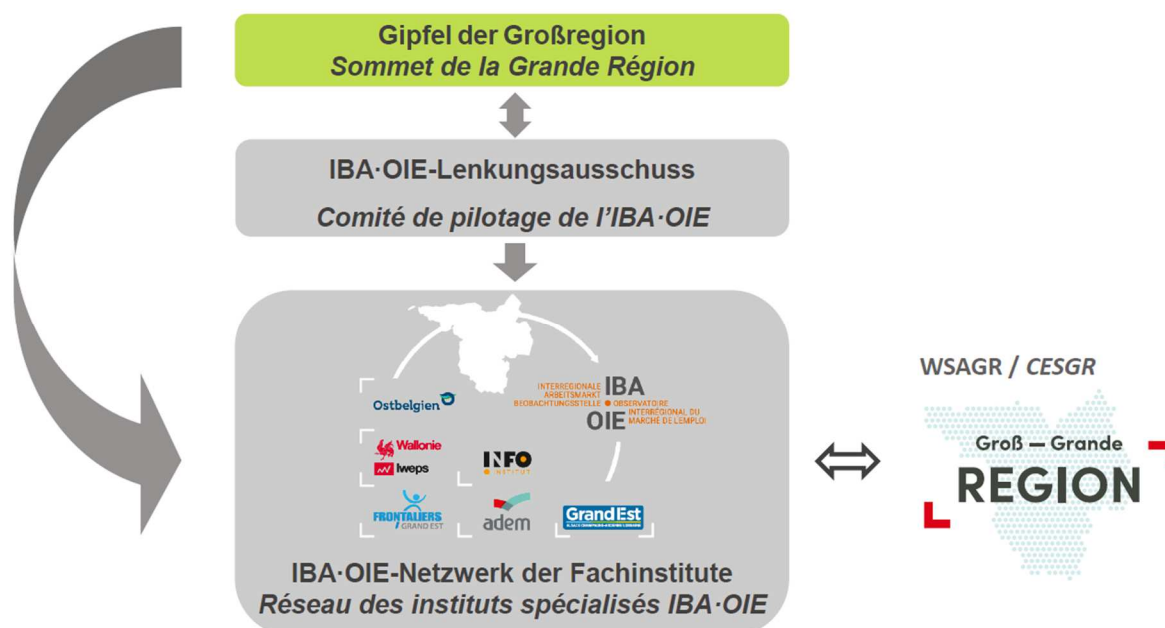 Gipfel der Großregion
Sommet de la Grande Région
IBA·OIE-Lenkungsausschuss
Comité de pilotage de l'IBA·OIE
Ostbelgien
INTERREGIONALE
ARBEITSMARKT
BEOBACHTUNGSSTELLE
IBA
OBSERVATOIRE
OIE
INTERRÉGIONAL DU
MARCHÉ DE L'EMPLOI
Wallonie
Iweps
INFO
INSTITUT
FRONTALIERS
GRAND EST
adem
GrandEst
IBA·OIE-Netzwerk der Fachinstitute
Réseau des instituts spécialisés IBA·OIE
WSAGR / CESGR
Groß — Grande
REGION